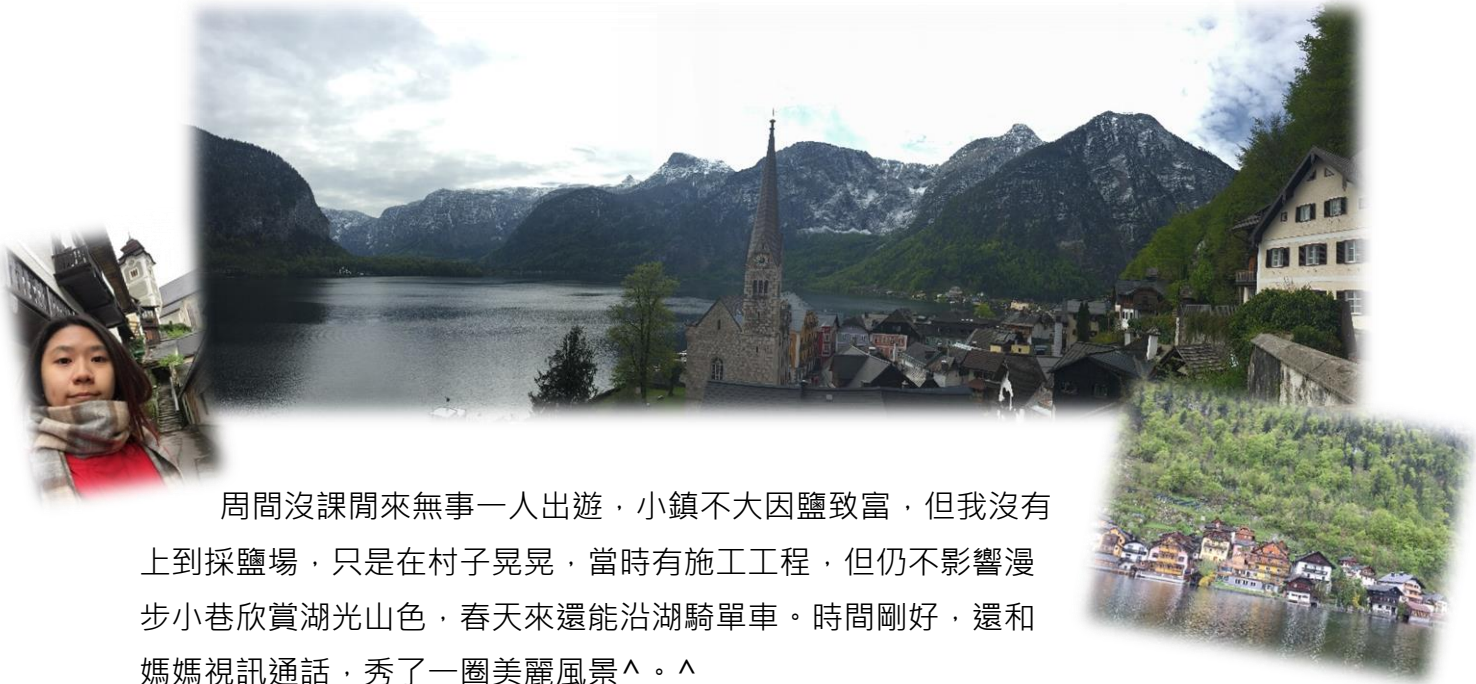 周間沒課閒來無事一人出遊，小鎮不大因鹽致富，但我沒有
上到採鹽場，只是在村子晃晃，當時有施工工程，但仍不影響漫
步小巷欣賞湖光山色，春天來還能沿湖騎單車。時間剛好，還和
媽媽視訊通話，秀了一圈美麗風景^。^